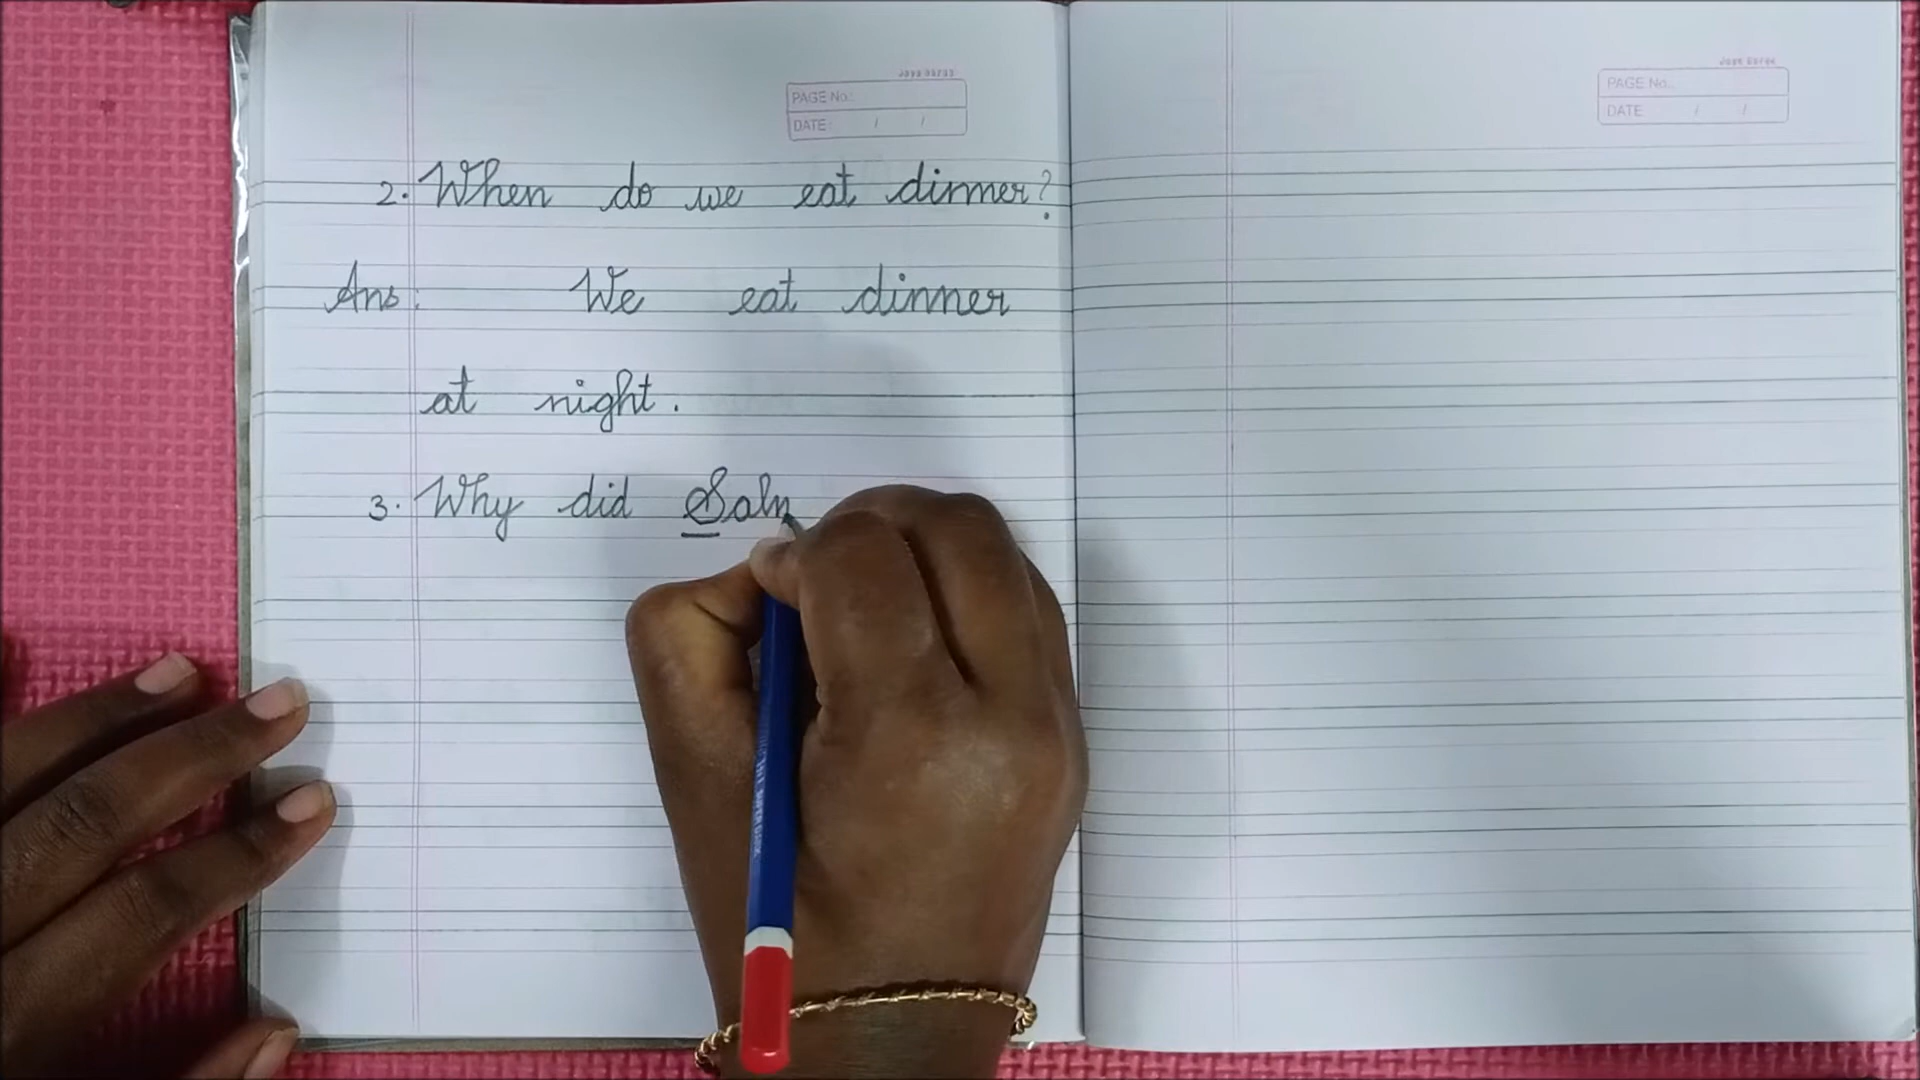 PAGE No.:
DATE: / /
PAGE No.:
DATE / /
2. When do we eat dinner?
Ans: We eat dinner
at night.
3. Why did Saln